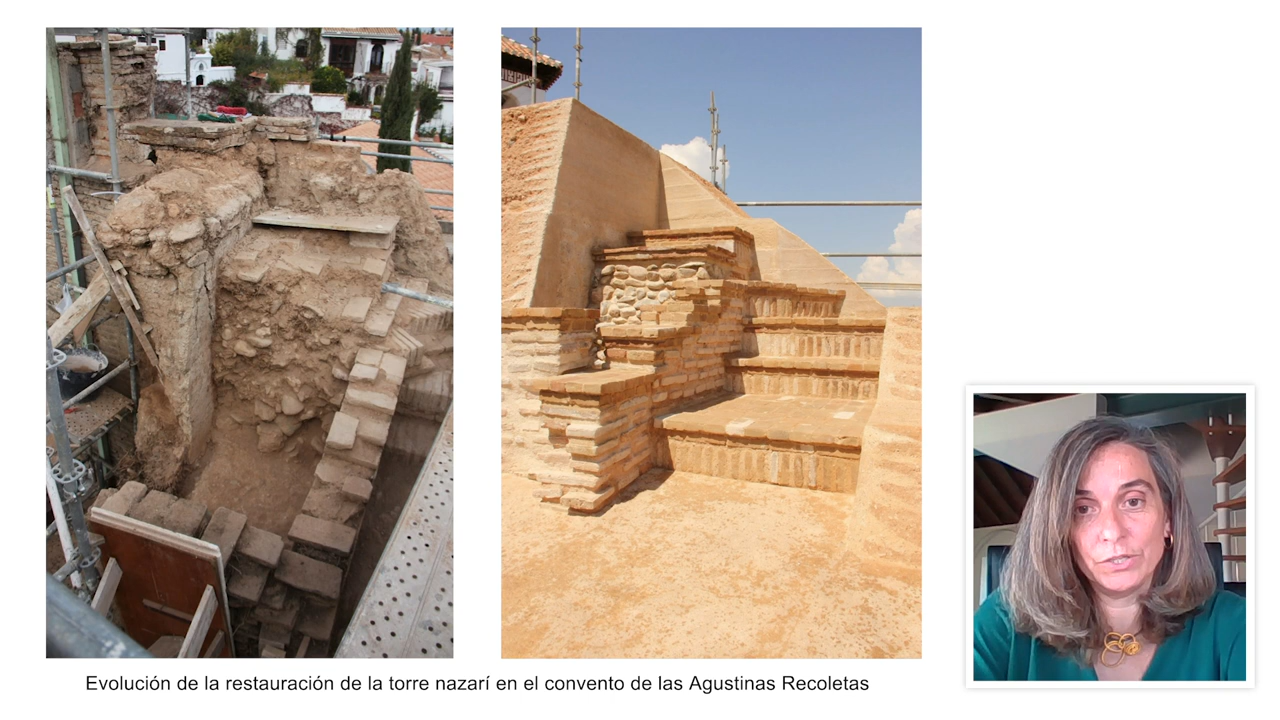 Evolución de la restauración de la torre nazarí en el convento de las Agustinas Recoletas